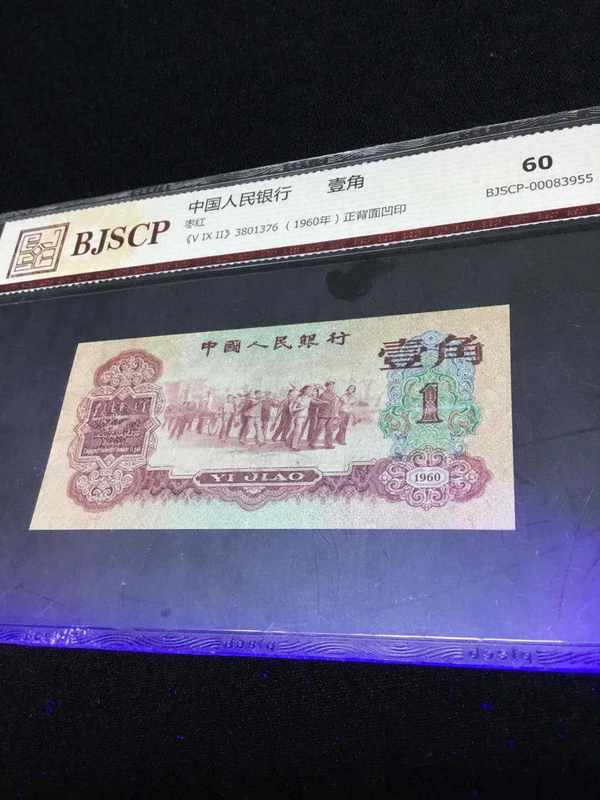 BJSCP
中国人民银行 壹角
枣红
《V IX II》3801376 （1960年）正背面凹印
60
BJSCP-00083955
中國人民銀行
壹角
1
YI JIAO
1960